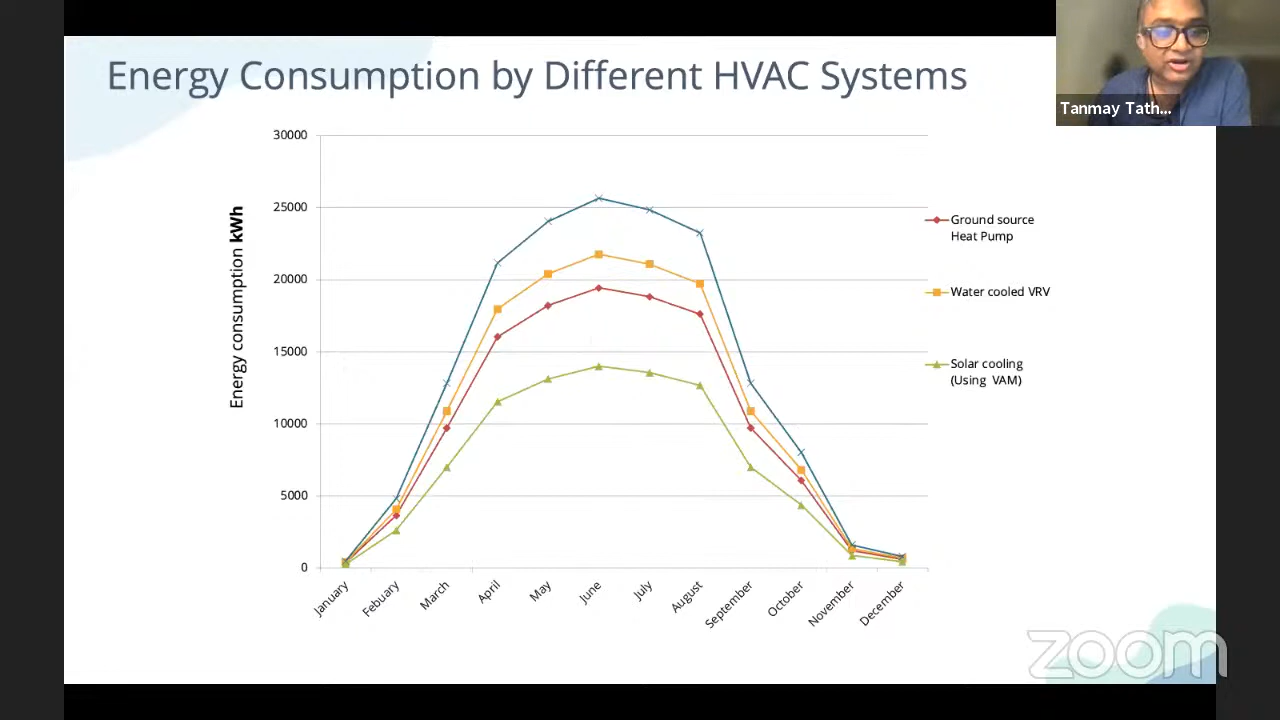 Energy Consumption by Different HVAC Systems
Tanmay Tath...
30000
25000
20000
15000
10000
5000
0
Energy consumption kWh
January
Febuary
March
April
May
June
July
August
September
October
November
December
Ground source
Heat Pump
Water cooled VRV
Solar cooling
(Using VAM)
zoom